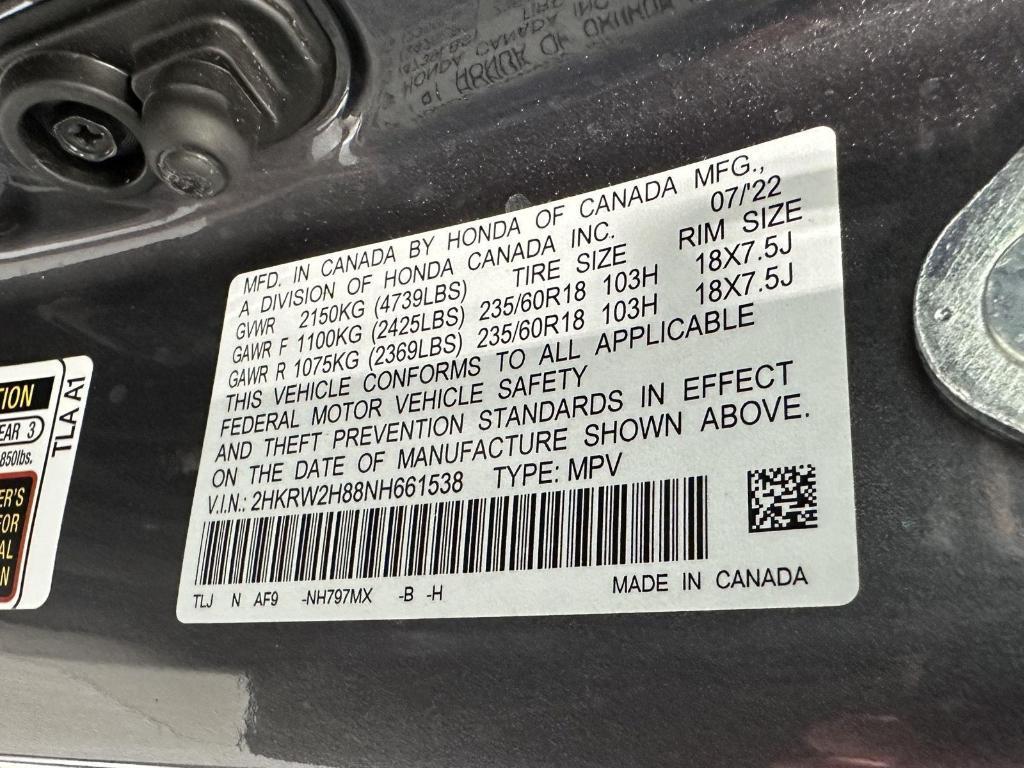 MFD. IN CANADA BY HONDA OF CANADA MFG.,
A DIVISION OF HONDA CANADA INC. 07/'22
GVWR 2150KG (4739LBS) TIRE SIZE RIM SIZE
GAWR F 1100KG (2425LBS) 235/60R18 103H 18X7.5J
GAWR R 1075KG (2369LBS) 235/60R18 103H 18X7.5J
THIS VEHICLE CONFORMS TO ALL APPLICABLE
FEDERAL MOTOR VEHICLE SAFETY
AND THEFT PREVENTION STANDARDS IN EFFECT
ON THE DATE OF MANUFACTURE SHOWN ABOVE.
V.I.N.: 2HKRW2H88NH661538 TYPE: MPV
TLJ N AF9 -NH797MX -B -H
MADE IN CANADA
TION
EAR 3
850lbs.
ER'S
FOR
AL
N
TLA A1